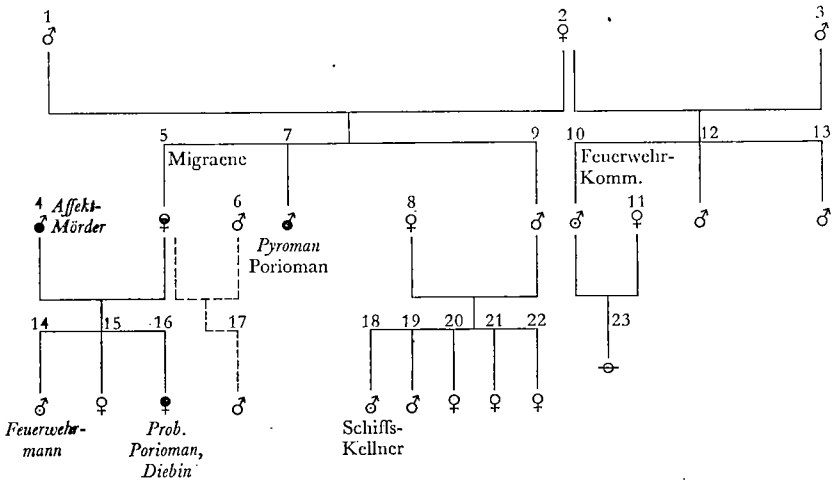 1 2 3
5 7 9 10 12 13
Migraene Feuerwehr-
Komm.
4 Affekt-
Mörder
6 8 11
Pyroman
Porioman
14 15 16 17 18 19 20 21 22 23
Feuerwehr-
mann
Prob.
Porioman,
Diebin
Schiffs-
Kellner